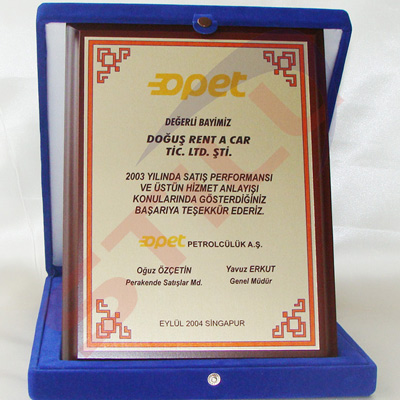 Opet
DEĞERLİ BAYİMİZ
DOĞUŞ RENT A CAR
TİC. LTD. ŞTİ.
2003 YILINDA SATIŞ PERFORMANSI
VE ÜSTÜN HİZMET ANLAYIŞI
KONULARINDA GÖSTERDİĞİNİZ
BAŞARIYA TEŞEKKÜR EDERİZ.
Opet PETROLCÜLÜK A.Ş.
Oğuz ÖZÇETİN Yavuz ERKUT
Perakende Satışlar Md. Genel Müdür
EYLÜL 2004 SİNGAPUR